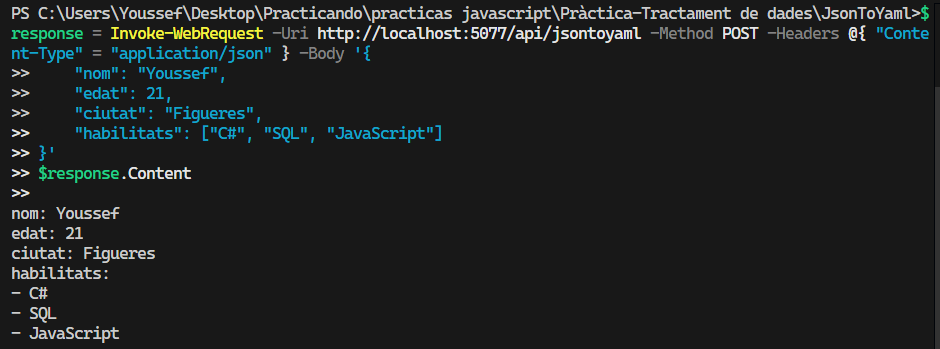 PS C:\Users\Youssef\Desktop\Practicando\practicas javascript\Pràctica-Tractament de dades\JsonToYaml>$
response = Invoke-WebRequest -Uri http://localhost:5077/api/jsontoyaml -Method POST -Headers @{ "Conte
nt-Type" = "application/json" } -Body '{
>>     "nom": "Youssef",
>>     "edat": 21,
>>     "ciutat": "Figueres",
>>     "habilitats": ["C#", "SQL", "JavaScript"]
>> }'
>> $response.Content
>>
nom: Youssef
edat: 21
ciutat: Figueres
habilitats:
- C#
- SQL
- JavaScript